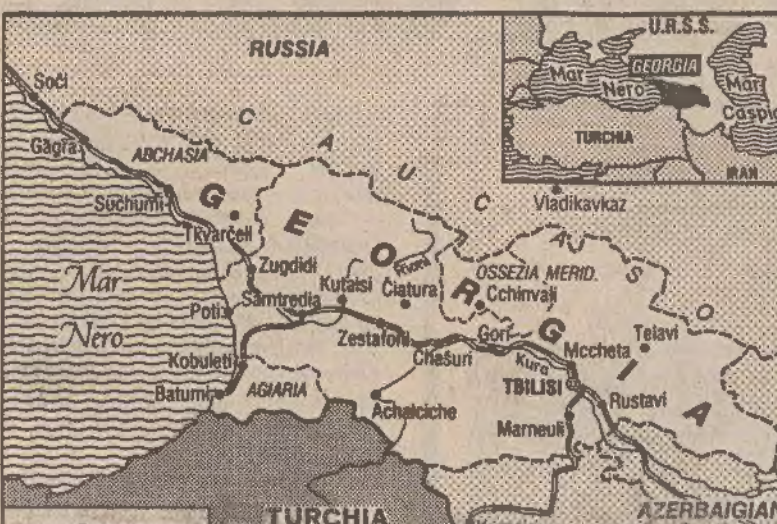 RUSSIA
U.R.S.S.
GEORGIA
Mar
Nero
Mar
Caspio
TURCHIA
IRAN
CAUCASO
Soči
Gagra
ABCHASIA
Suchumi
Tkvarčeli
Vladikavkaz
GEORGIA
Mar
Nero
Zugdidi
Poti
Samtredia
Kutaisi
Rioni
Čiatura
OSSEZIA MERID.
Cchinvali
Zestafoni
Gori
Chašuri
Kura
Mccheta
Telavi
Kobuleti
TBILISI
Batumi
AGIARIA
Achalciche
Rustavi
Marneuli
TURCHIA
AZERBAIGIAN